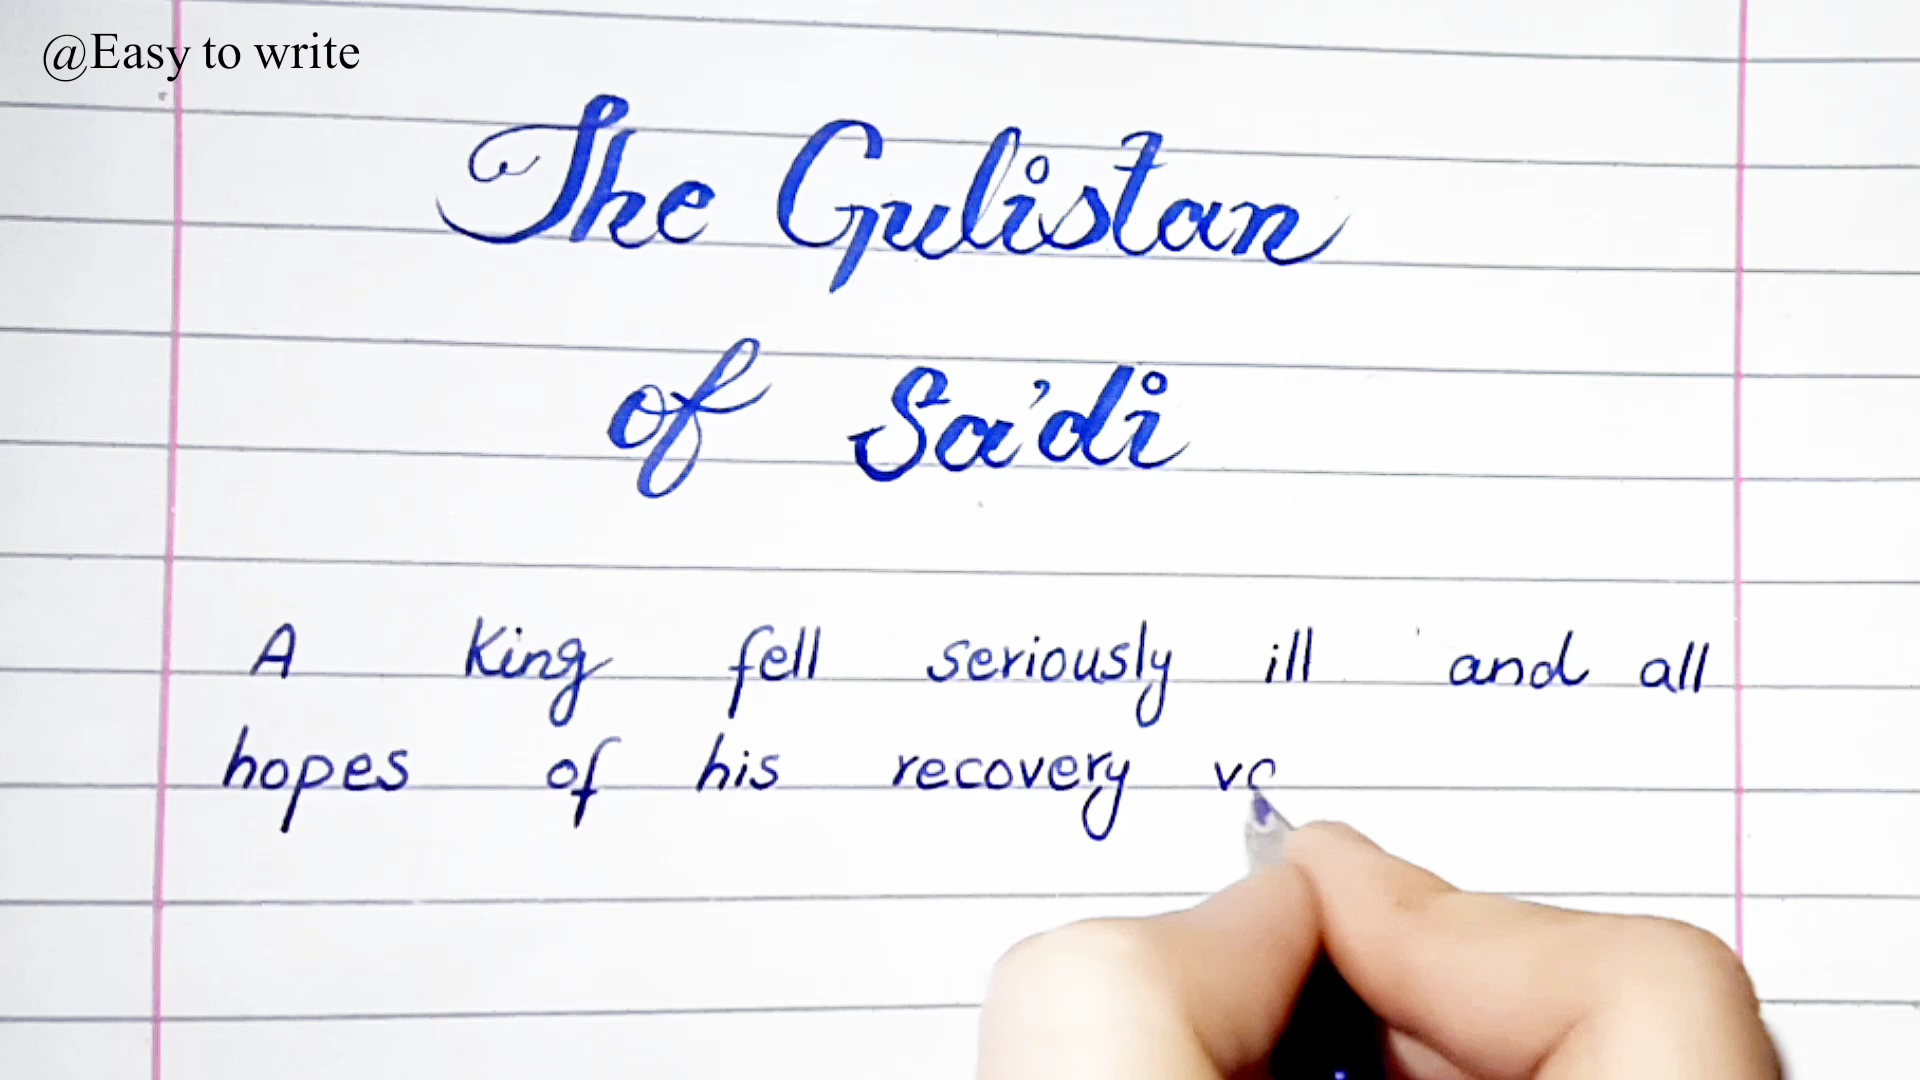 @Easy to write
The Gulistan
of Sa'di
A King fell seriously ill and all
hopes of his recovery